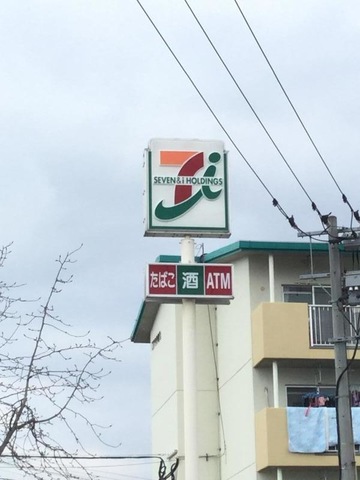 SEVEN&i HOLDINGS
たばこ 酒 ATM